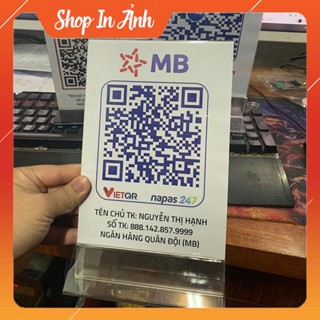 Shop In Ảnh
MB
VIETQR
napas 247
TÊN CHỦ TK: NGUYỄN THỊ HẠNH
SỐ TK: 888.142.857.9999
NGÂN HÀNG QUÂN ĐỘI (MB)